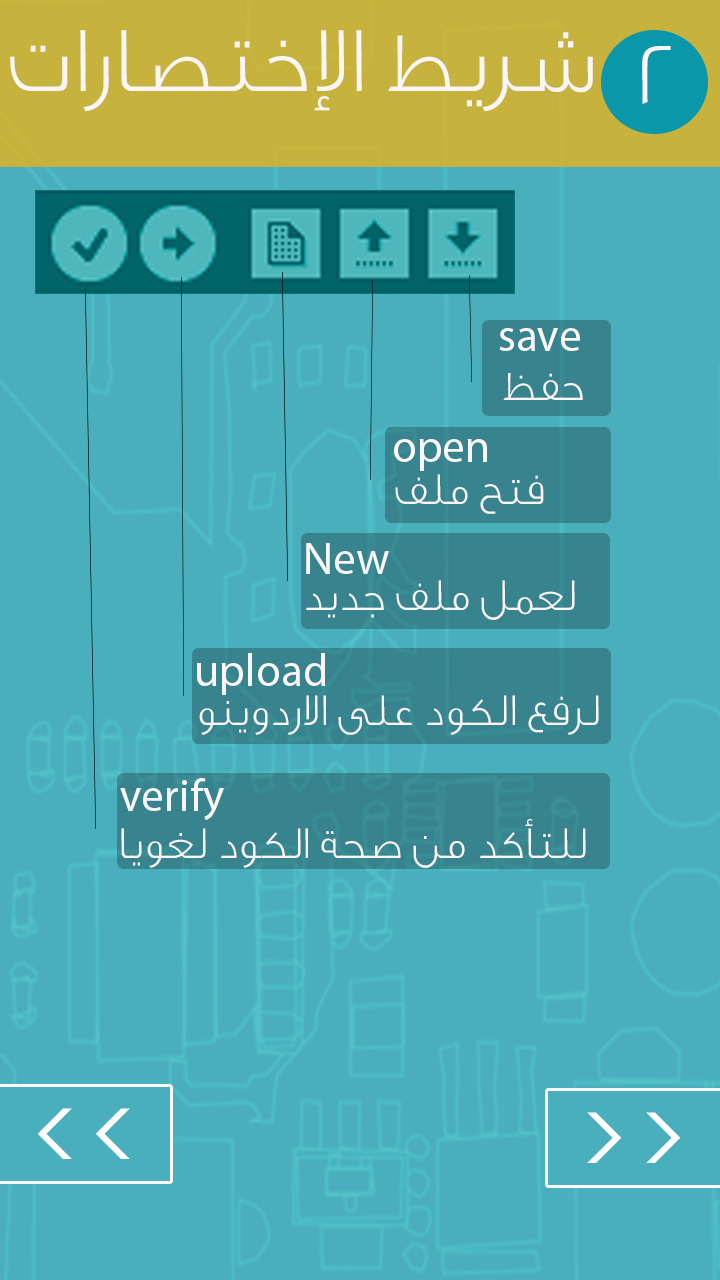 ٢
شريط الإختصارات
save
حفظ
open
فتح ملف
New
لعمل ملف جديد
upload
لرفع الكود على الاردوينو
verify
للتأكد من صحة الكود لغويا